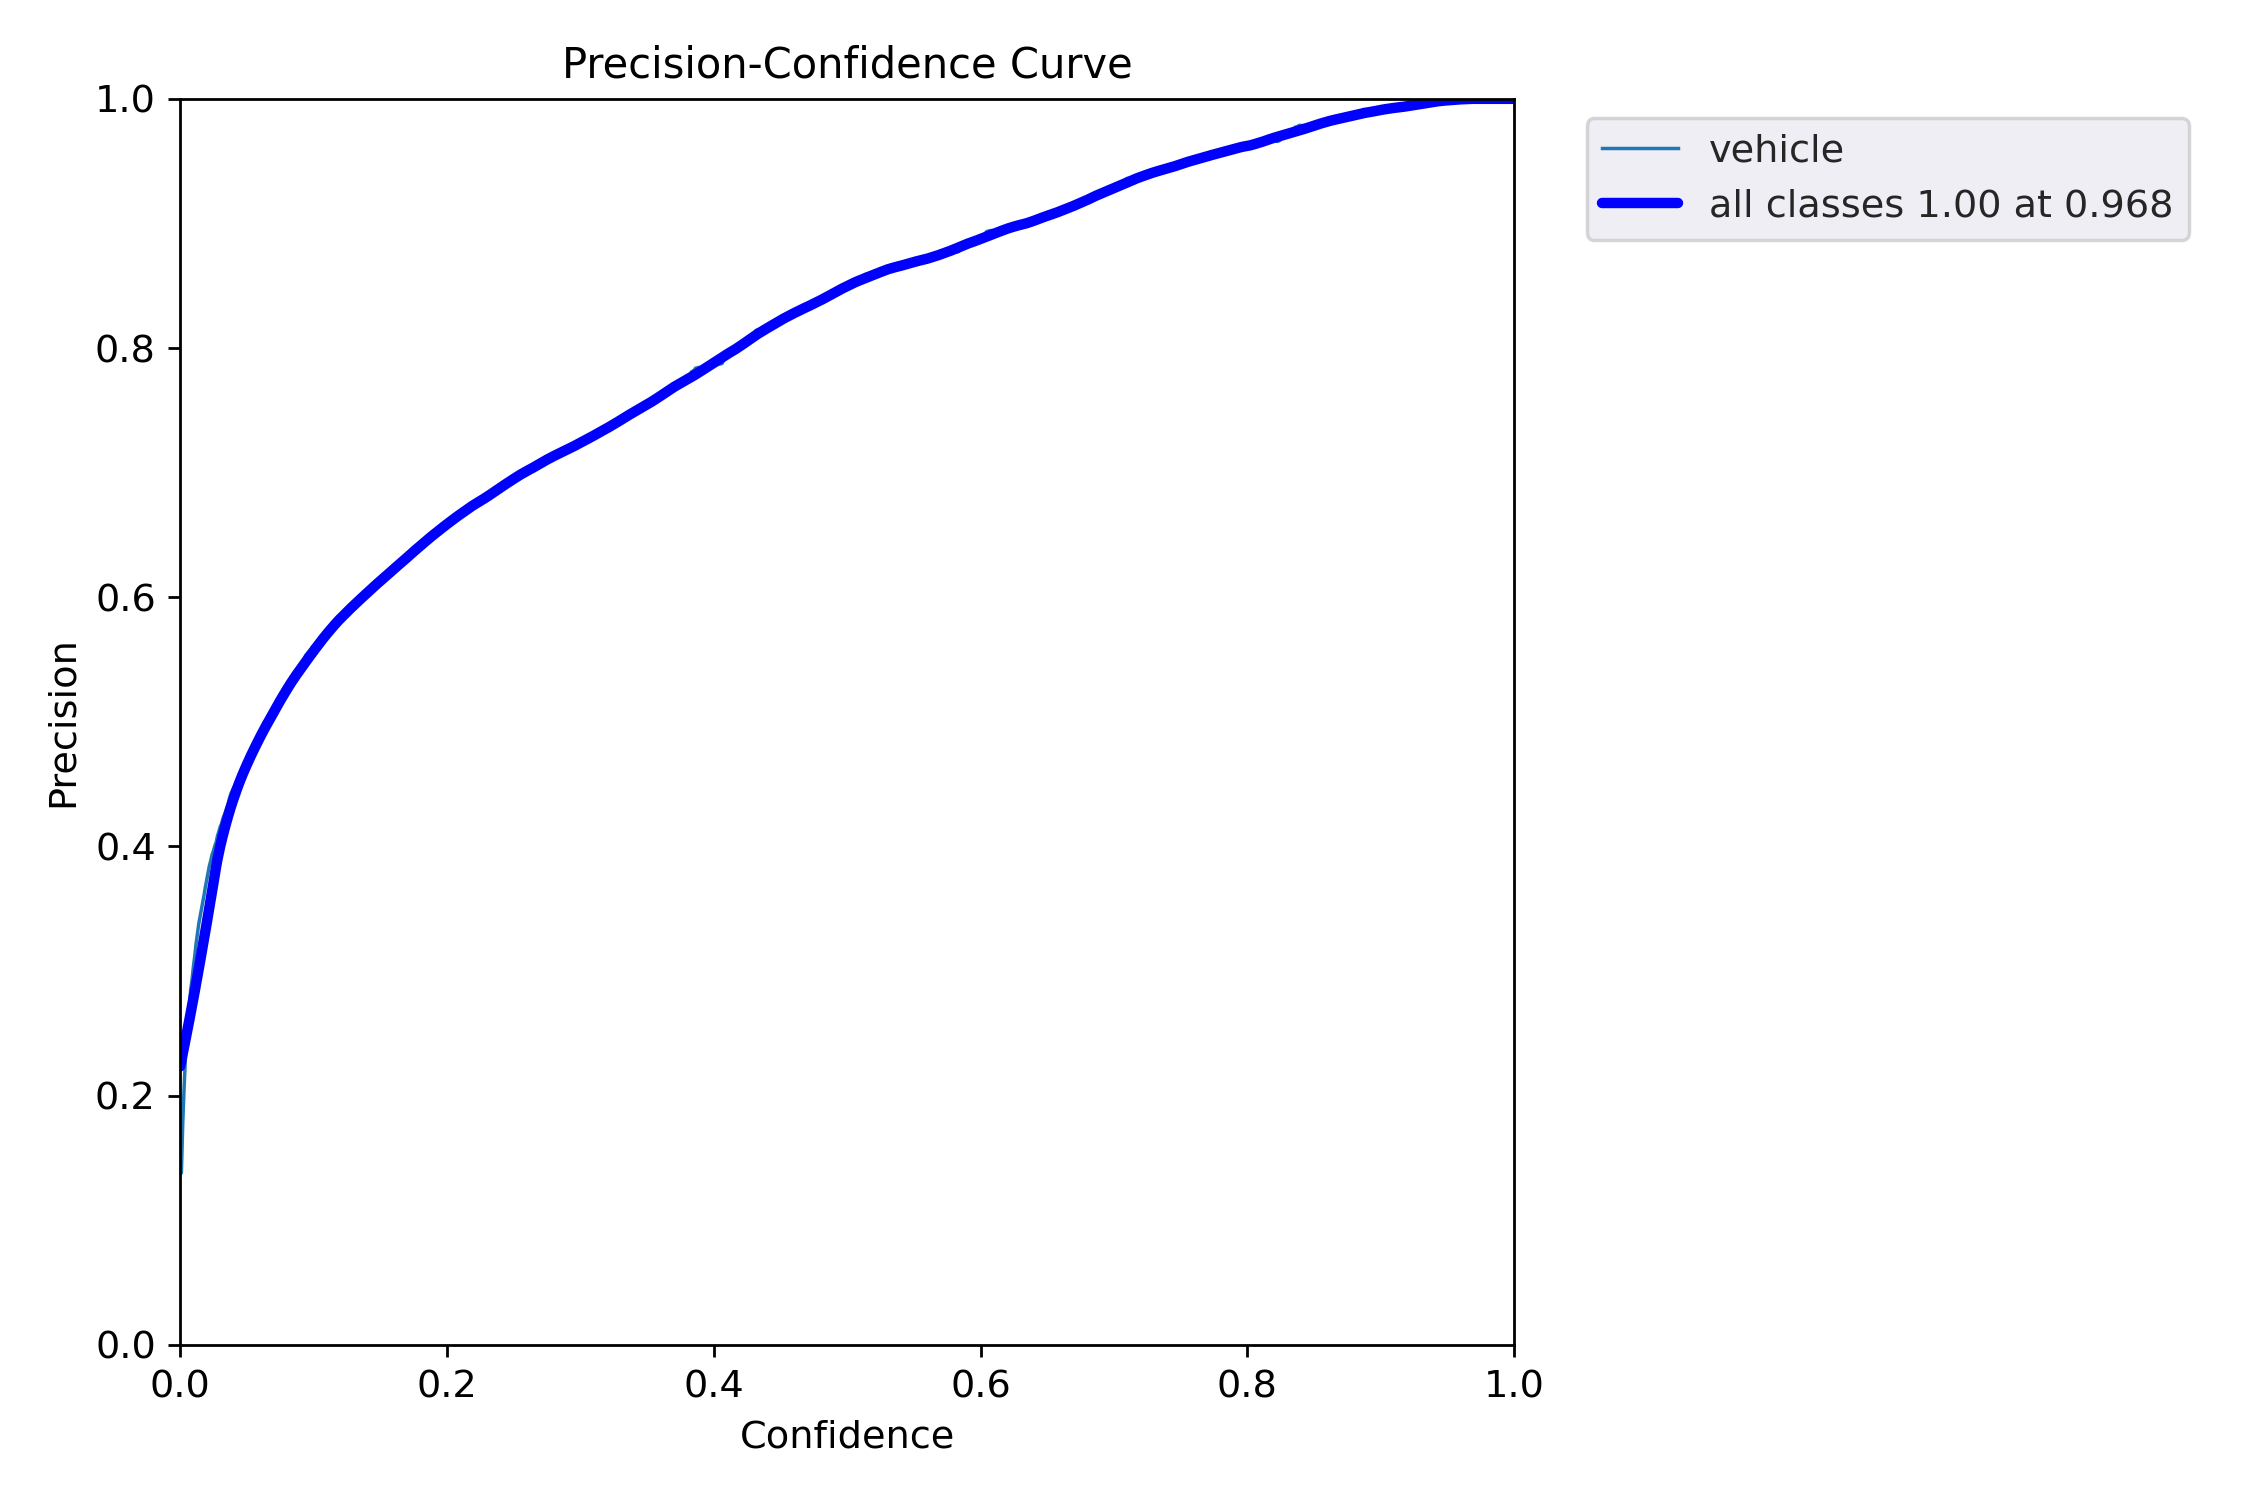 Precision-Confidence Curve
1.0
0.8
0.6
0.4
0.2
0.0
Precision
0.0 0.2 0.4 0.6 0.8 1.0
Confidence
vehicle
all classes 1.00 at 0.968